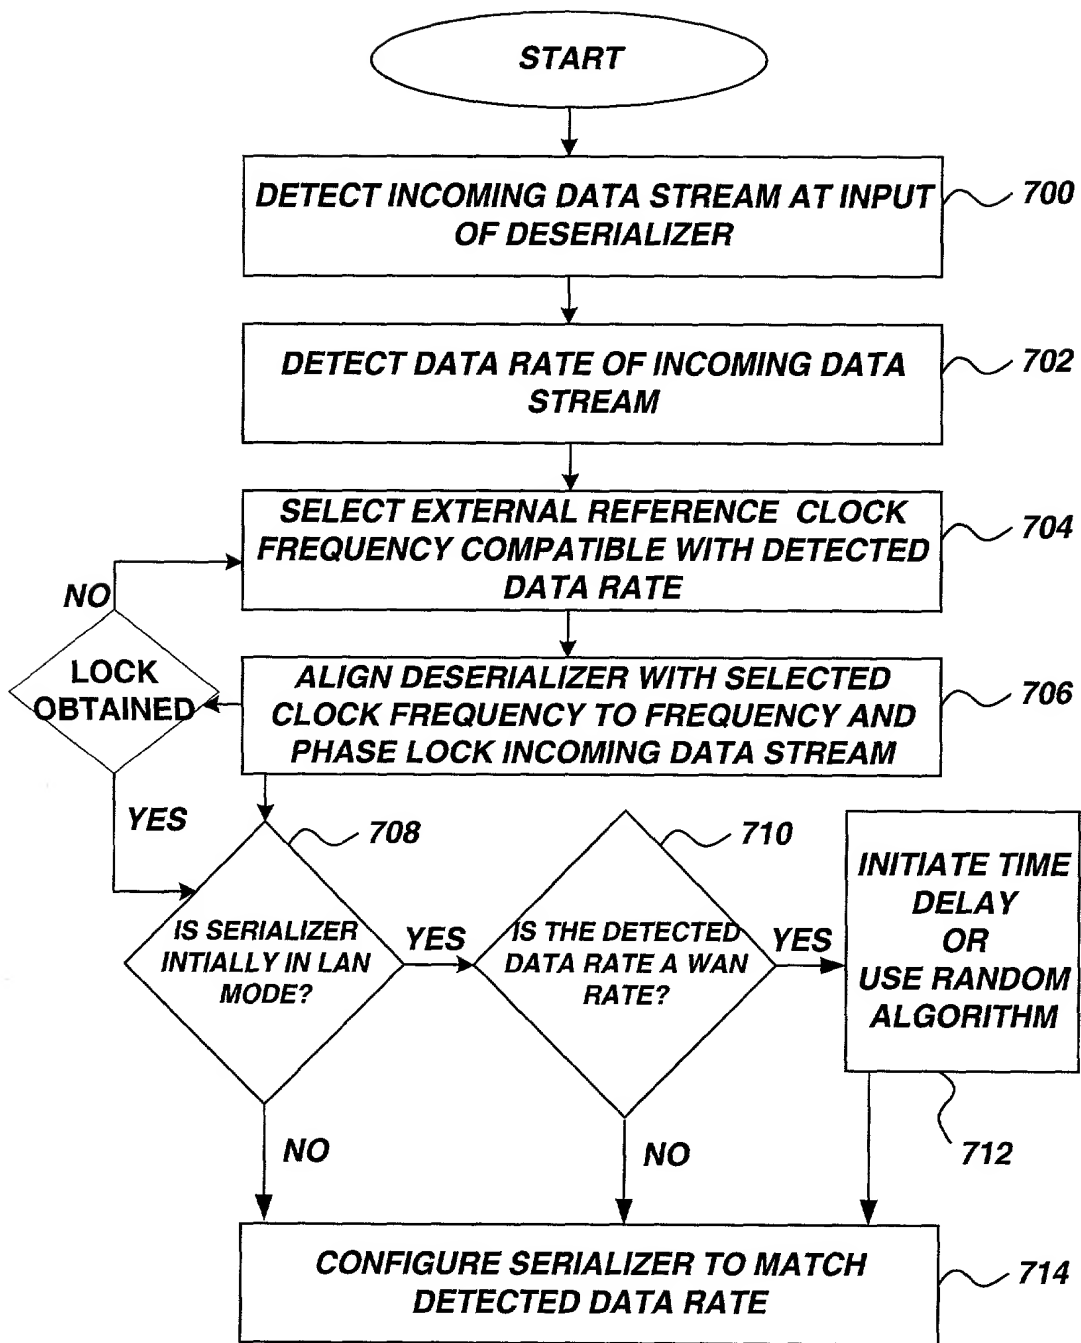 START
DETECT INCOMING DATA STREAM AT INPUT
OF DESERIALIZER
700
DETECT DATA RATE OF INCOMING DATA
STREAM
702
SELECT EXTERNAL REFERENCE CLOCK
FREQUENCY COMPATIBLE WITH DETECTED
DATA RATE
704
NO
LOCK
OBTAINED
ALIGN DESERIALIZER WITH SELECTED
CLOCK FREQUENCY TO FREQUENCY AND
PHASE LOCK INCOMING DATA STREAM
706
YES
708
IS SERIALIZER
INTIALLY IN LAN
MODE?
YES
710
IS THE DETECTED
DATA RATE A WAN
RATE?
YES
INITIATE TIME
DELAY
OR
USE RANDOM
ALGORITHM
712
NO
NO
CONFIGURE SERIALIZER TO MATCH
DETECTED DATA RATE
714